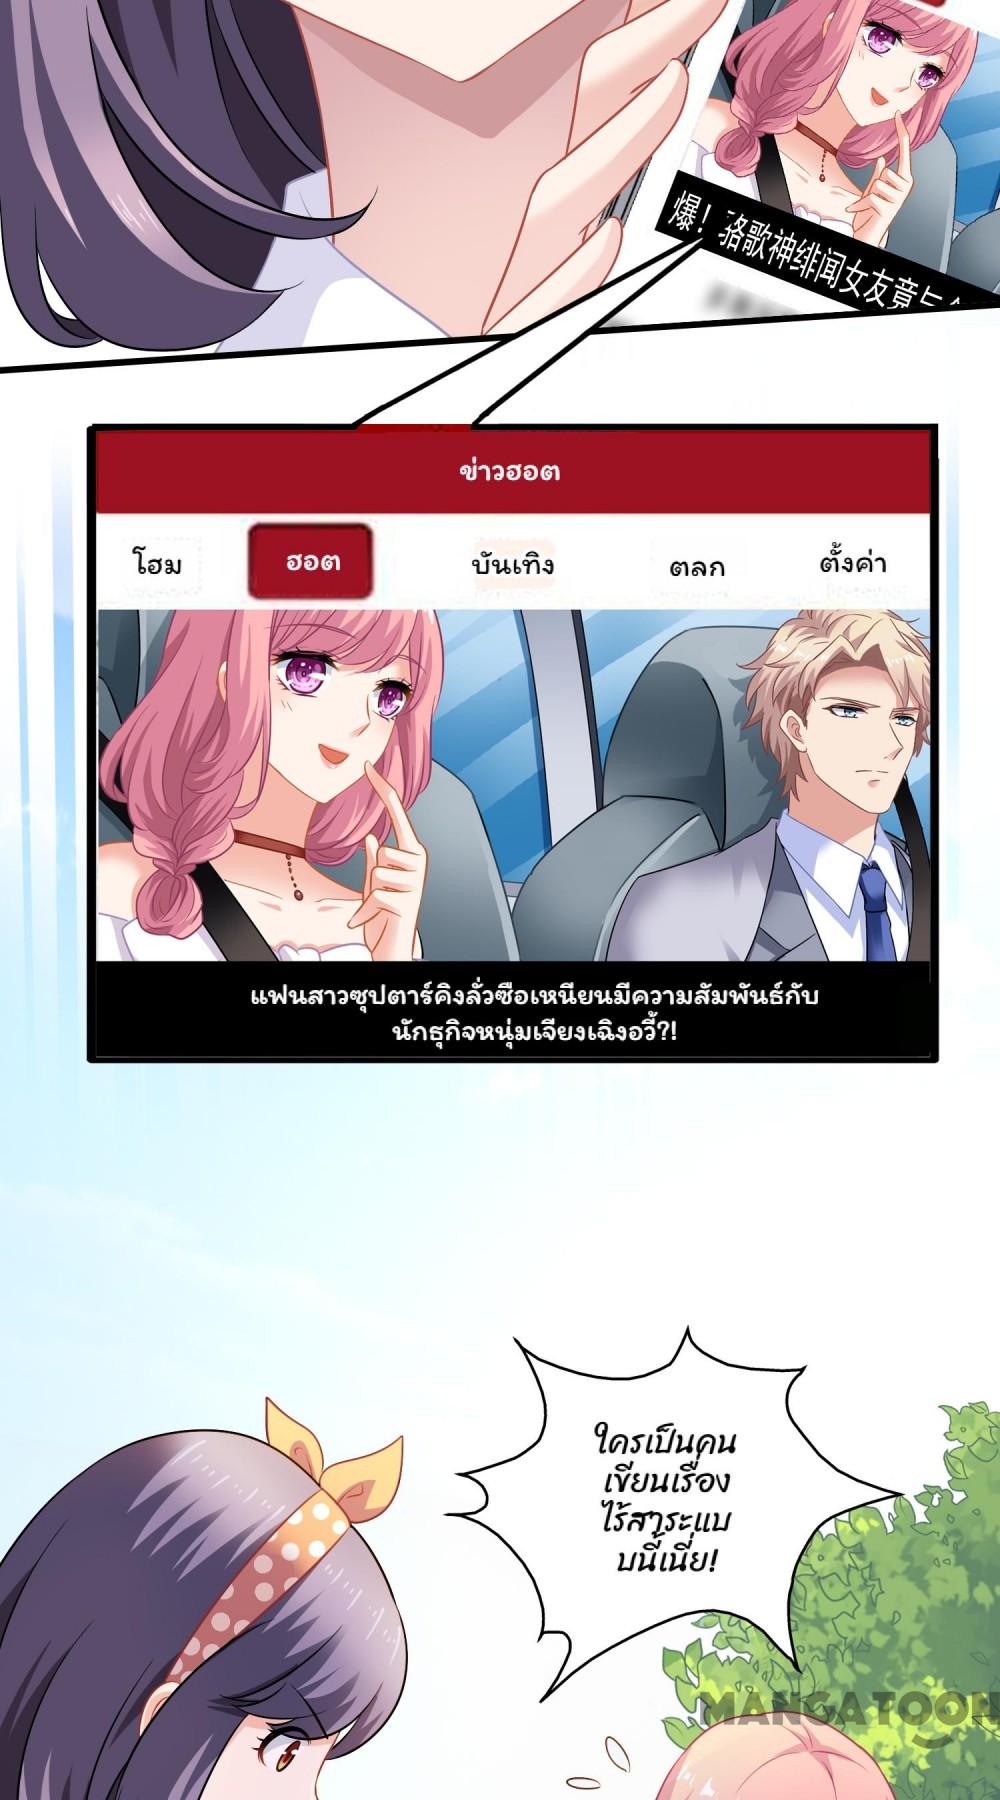 爆！骆歌神绯闻女友竟与
ข่าวฮอต
โฮม ฮอต บันเทิง ตลก ตั้งค่า
แฟนสาวซุปตาร์คิงลั่วซือเหนียนมีความสัมพันธ์กับ
นักธุกิจหนุ่มเจียงเฉิงอวี้?!
ใครเป็นคน
เขียนเรื่อง
ไร้สาระแบ
บนี้เนี่ย!
MANGATOON